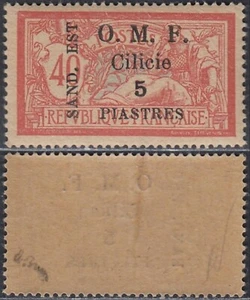 O. M. F.
SAND. EST
40
Cilicie
5
PIASTRES
REPUBLIQUE FRANÇAISE